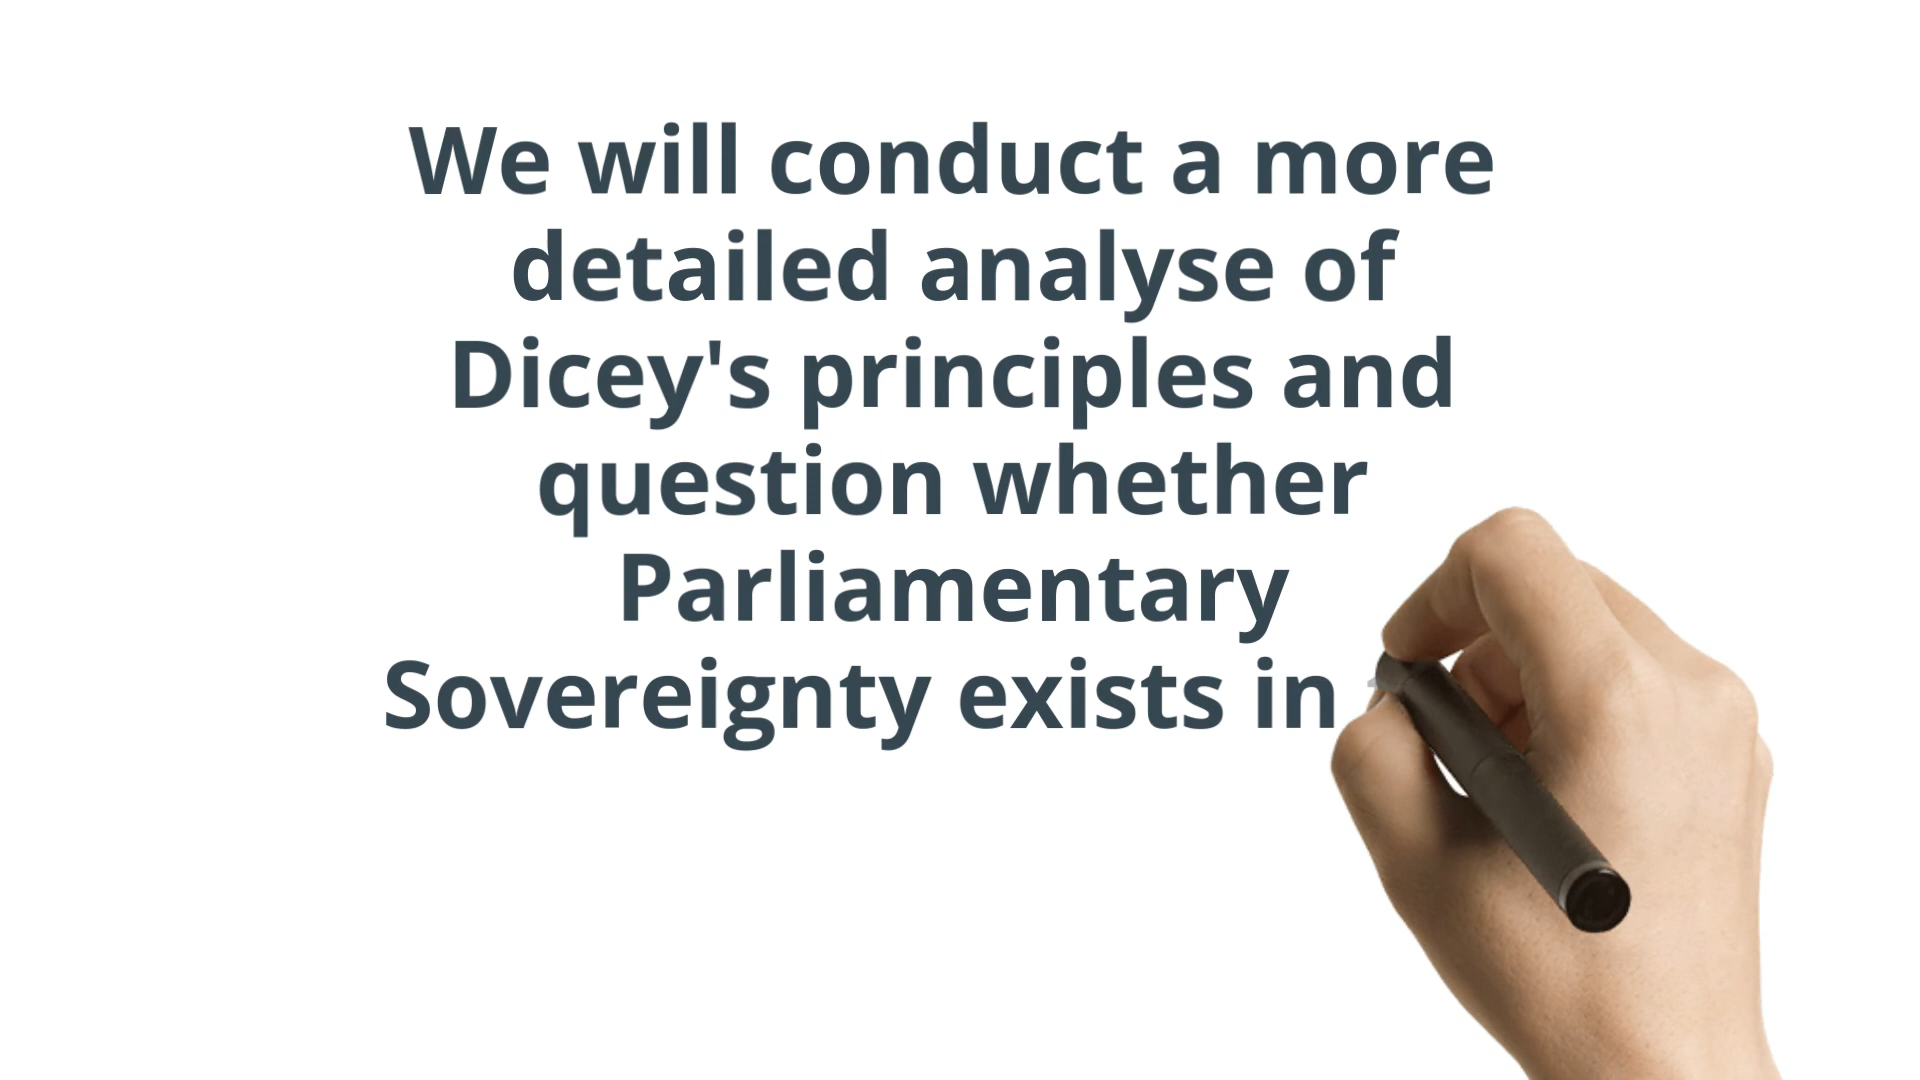 We will conduct a more
detailed analyse of
Dicey's principles and
question whether
Parliamentary
Sovereignty exists in